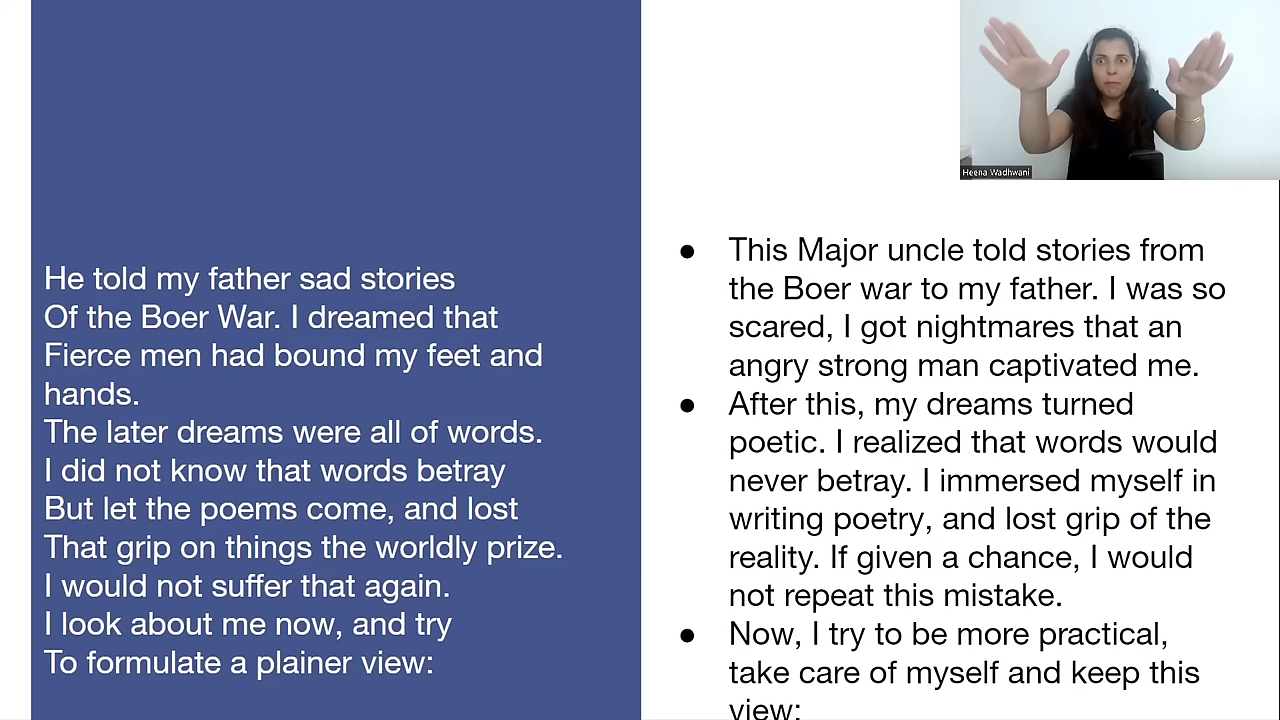 He told my father sad stories
Of the Boer War. I dreamed that
Fierce men had bound my feet and
hands.
The later dreams were all of words.
I did not know that words betray
But let the poems come, and lost
That grip on things the worldly prize.
I would not suffer that again.
I look about me now, and try
To formulate a plainer view:
Heena Wadhwani
● This Major uncle told stories from
the Boer war to my father. I was so
scared, I got nightmares that an
angry strong man captivated me.
● After this, my dreams turned
poetic. I realized that words would
never betray. I immersed myself in
writing poetry, and lost grip of the
reality. If given a chance, I would
not repeat this mistake.
● Now, I try to be more practical,
take care of myself and keep this
view: